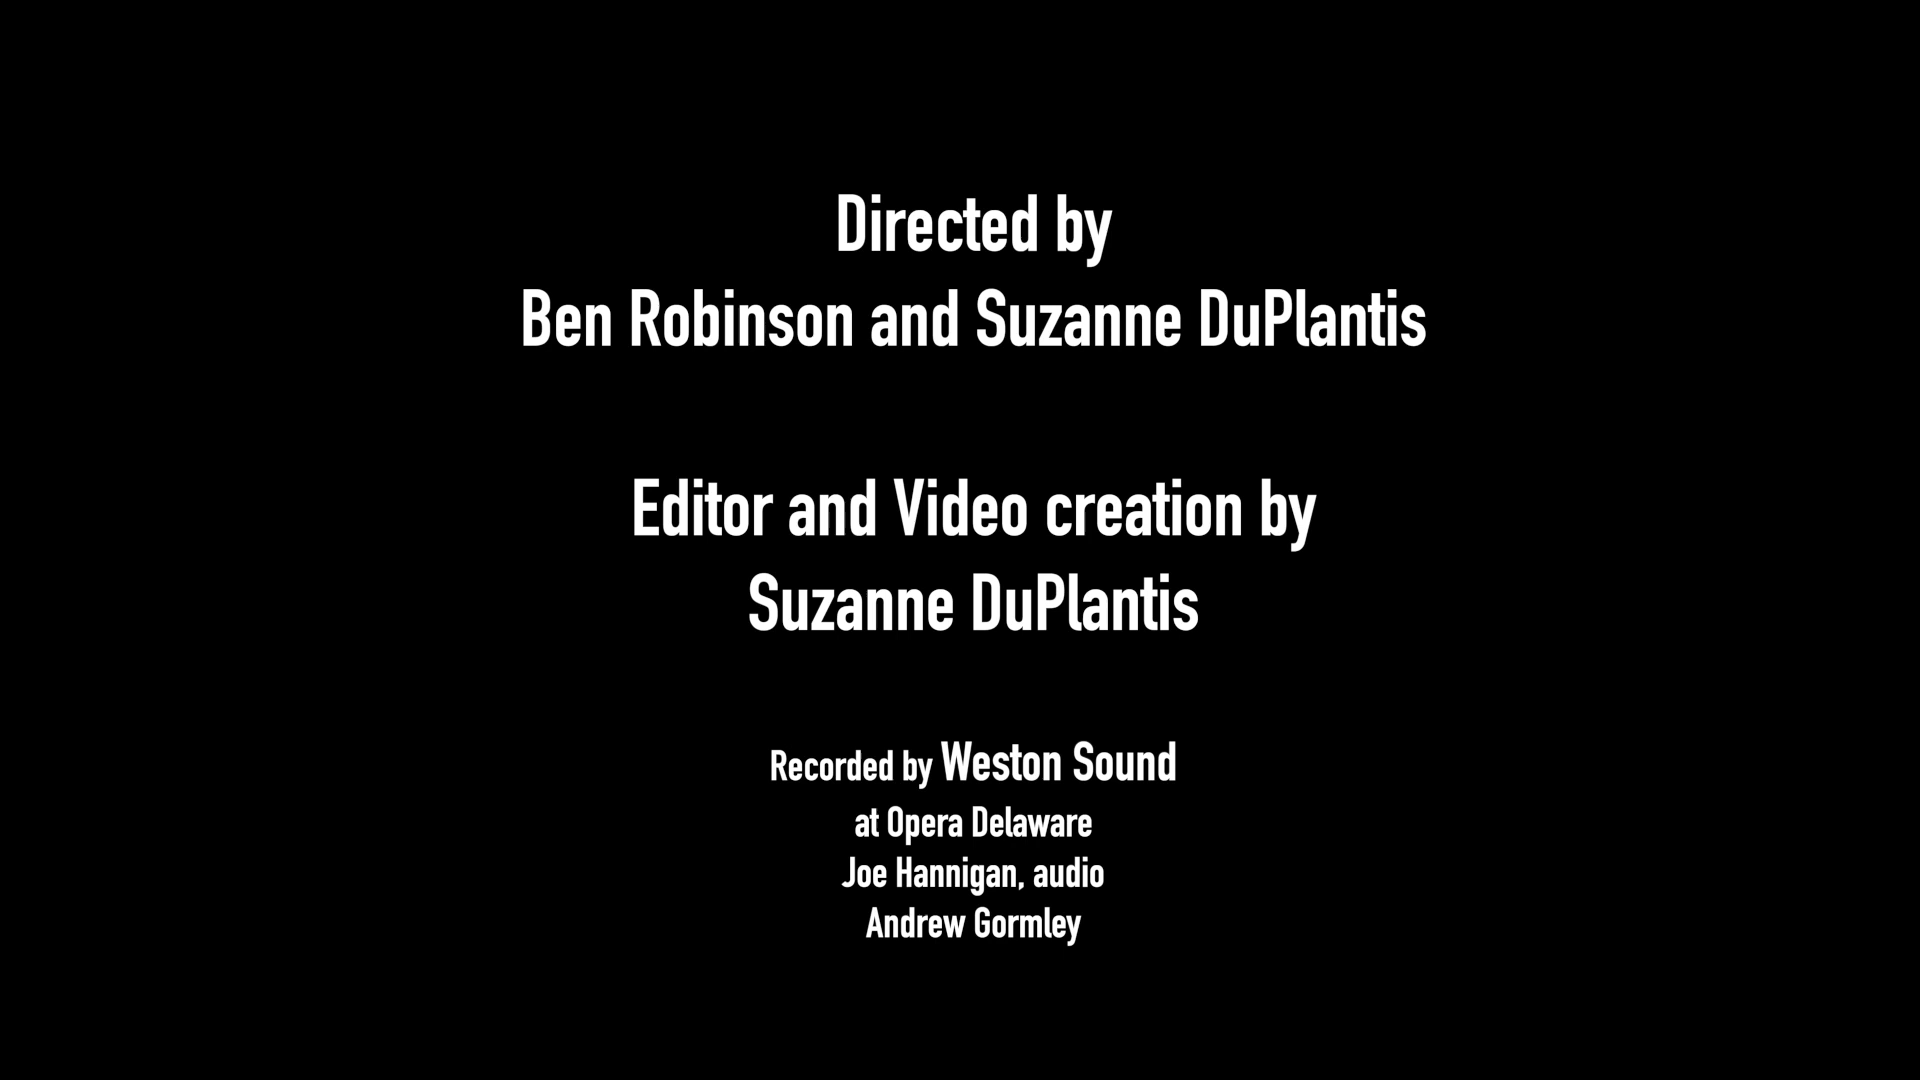 Directed by
Ben Robinson and Suzanne DuPlantis
Editor and Video creation by
Suzanne DuPlantis
Recorded by Weston Sound
at Opera Delaware
Joe Hannigan, audio
Andrew Gormley